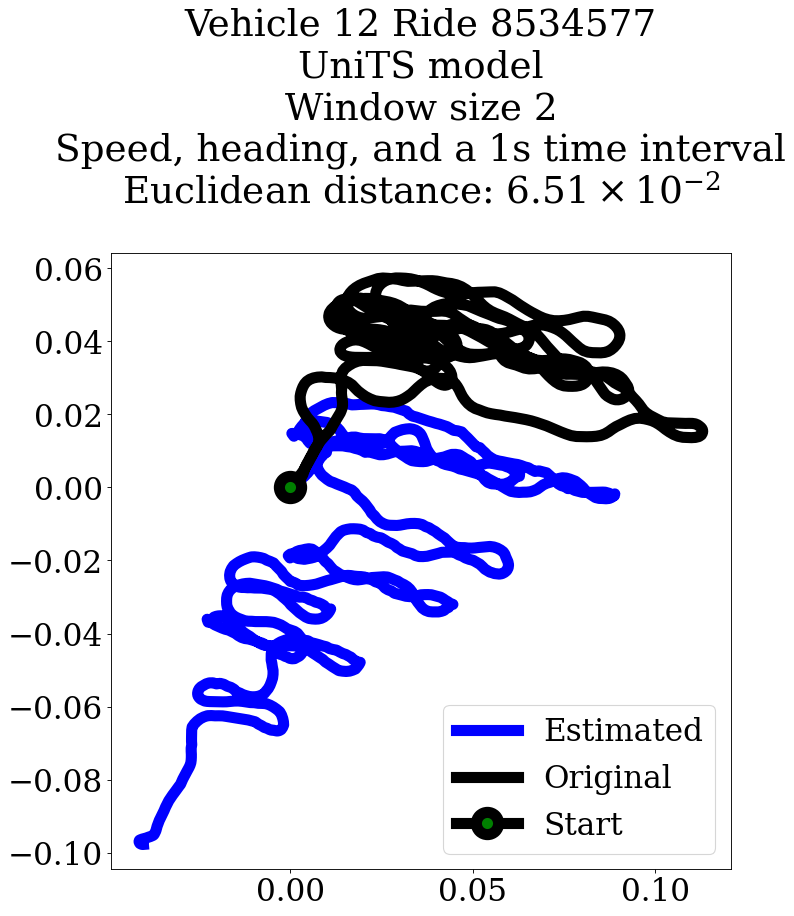 Vehicle 12 Ride 8534577
UniTS model
Window size 2
Speed, heading, and a 1s time interval
Euclidean distance: 6.51 × 10⁻²
0.06
0.04
0.02
0.00
−0.02
−0.04
−0.06
−0.08
−0.10
Estimated
Original
Start
0.00 0.05 0.10